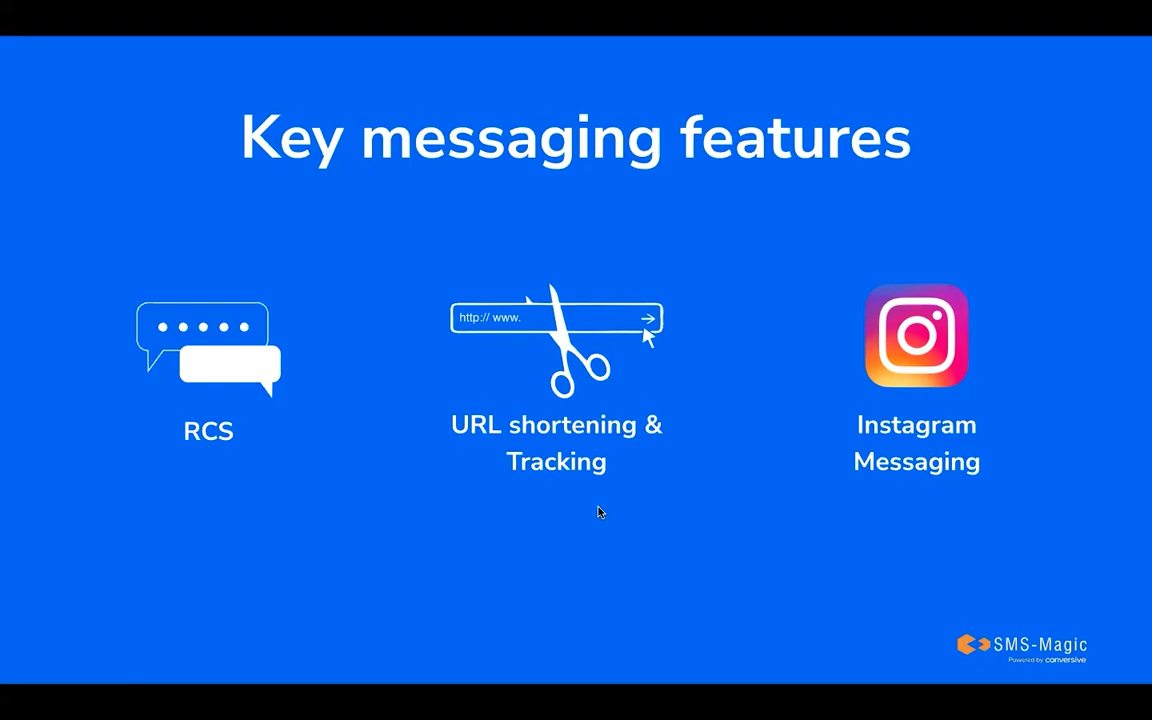 Key messaging features
http:// www.
RCS
URL shortening &
Tracking
Instagram
Messaging
SMS-Magic
Powered by conversive